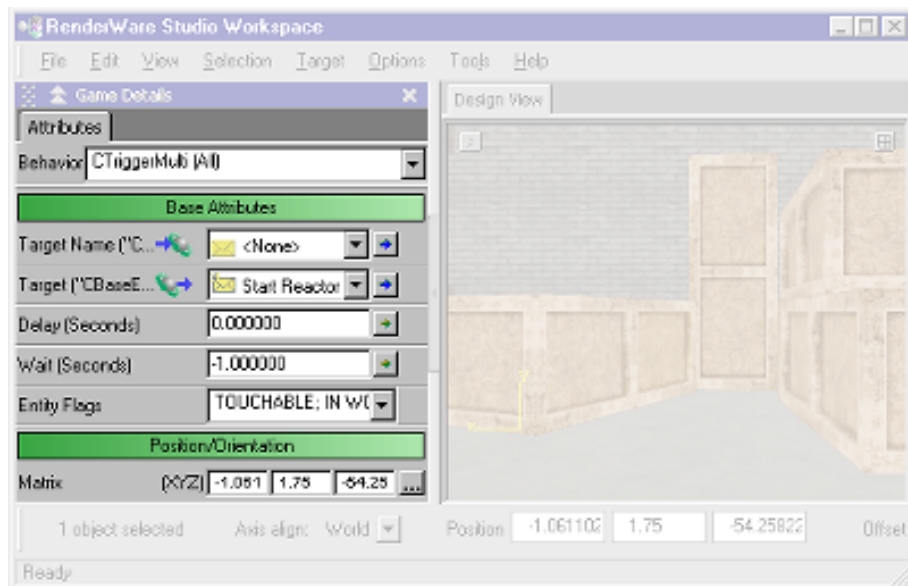 RenderWare Studio Workspace
File Edit View Selection Target Options Tools Help
Game Details
Design View
Attributes
Behavior CTriggerMulti (All)
Base Attributes
Target Name ("C... <None>
Target ("CBaseE... Start Reactor
Delay (Seconds) 0.000000
Wait (Seconds) -1.000000
Entity Flags TOUCHABLE; IN W(
Position/Orientation
Matrix (XYZ) -1.061 1.75 -54.25 ...
1 object selected Axis align: World Position -1.061102 1.75 -54.25822 Offset
Ready